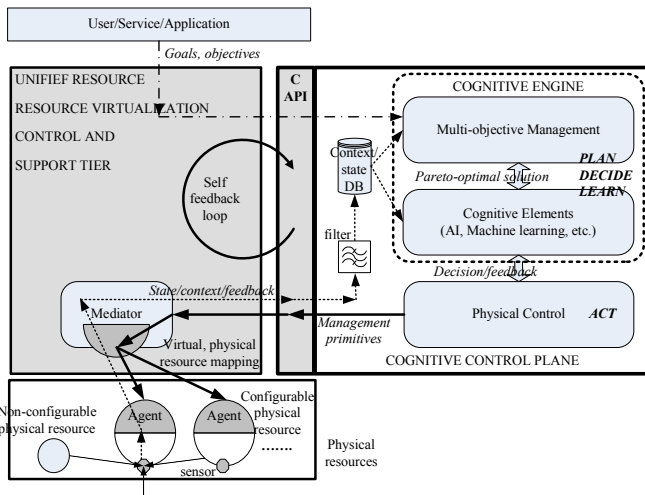 User/Service/Application
Goals, objectives
UNIFIEF RESOURCE
RESOURCE VIRTUALIZATION
CONTROL AND
SUPPORT TIER
C
API
COGNITIVE ENGINE
Multi-objective Management
PLAN
DECIDE
LEARN
Pareto-optimal solution
Context/
state
DB
Cognitive Elements
(AI, Machine learning, etc.)
Self
feedback
loop
filter
Decision/feedback
State/context/feedback
Mediator
Physical Control
ACT
Management
primitives
Virtual, physical
resource mapping
COGNITIVE CONTROL PLANE
Non-configurable
physical resource
Agent
Agent
Configurable
physical
resource
.......
sensor
Physical
resources